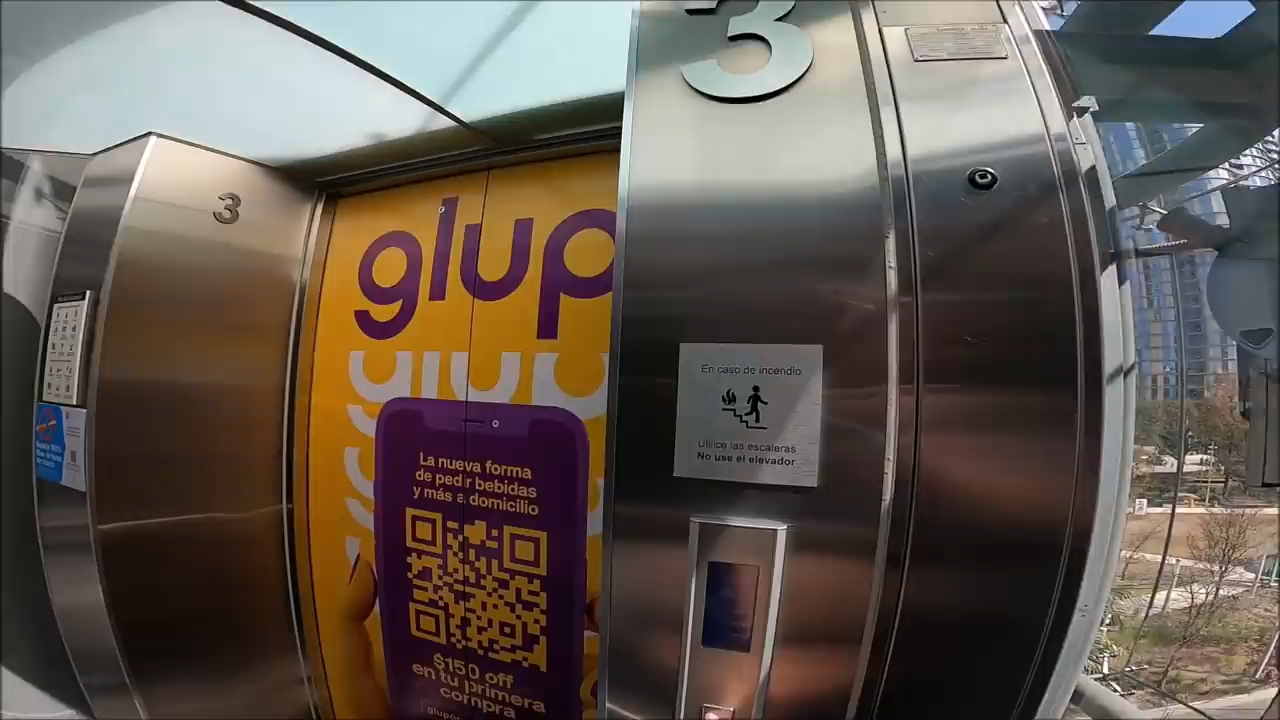 3
3
glup
glup
La nueva forma
de pedir bebidas
y más a domicilio
$150 off
en tu primera
compra
En caso de incendio
Utilice las escaleras
No use el elevador